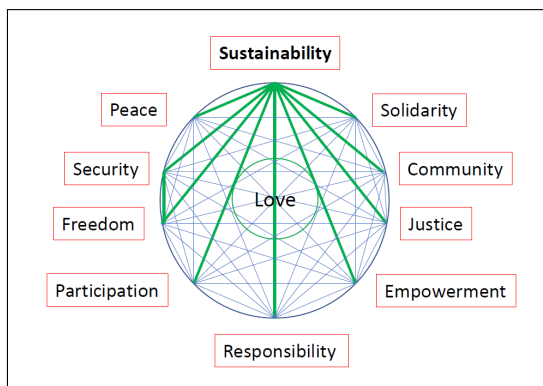 Sustainability
Peace
Solidarity
Security
Community
Love
Freedom
Justice
Participation
Empowerment
Responsibility